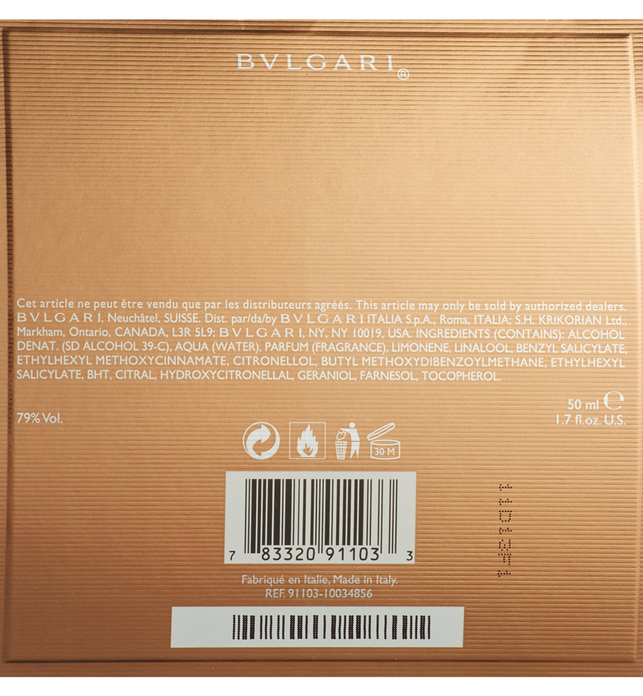 BVLGARI®
Cet article ne peut être vendu que par les distributeurs agréés. This article may only be sold by authorized dealers.
BVLGARI, Neuchâtel, SUISSE. Dist. par/da/by BVLGARI ITALIA S.p.A., Roma, ITALIA; S.H. KRIKORIAN Ltd.,
Markham, Ontario, CANADA, L3R 5L9; BVLGARI, NY, NY 10019, USA. INGREDIENTS (CONTAINS): ALCOHOL
DENAT. (SD ALCOHOL 39-C), AQUA (WATER), PARFUM (FRAGRANCE), LIMONENE, LINALOOL, BENZYL SALICYLATE,
ETHYLHEXYL METHOXYCINNAMATE, CITRONELLOL, BUTYL METHOXYDIBENZOYLMETHANE, ETHYLHEXYL
SALICYLATE, BHT, CITRAL, HYDROXYCITRONELLAL, GERANIOL, FARNESOL, TOCOPHEROL.
50 ml ℮
79% Vol.
1.7 fl.oz. U.S.
30 M
7 83320 91103 3
Fabriqué en Italie, Made in Italy.
REF. 91103-10034856